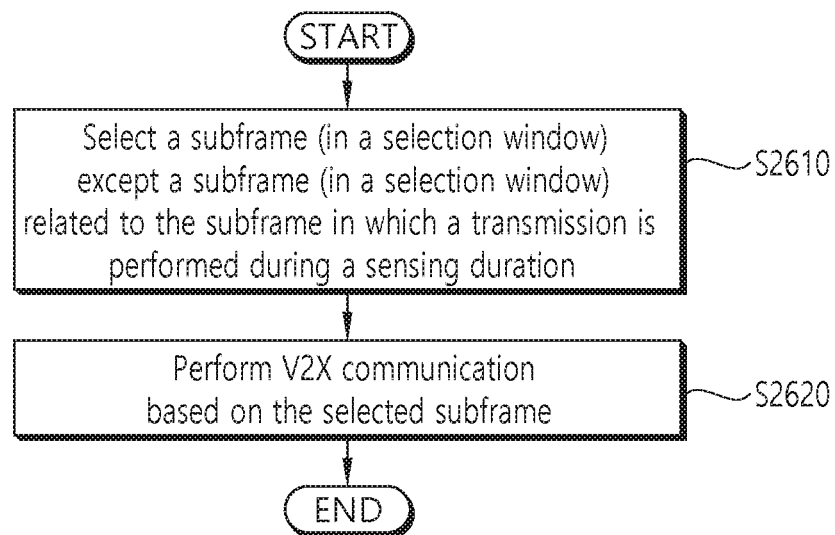 START
Select a subframe (in a selection window)
except a subframe (in a selection window)
related to the subframe in which a transmission is
performed during a sensing duration
S2610
Perform V2X communication
based on the selected subframe
S2620
END